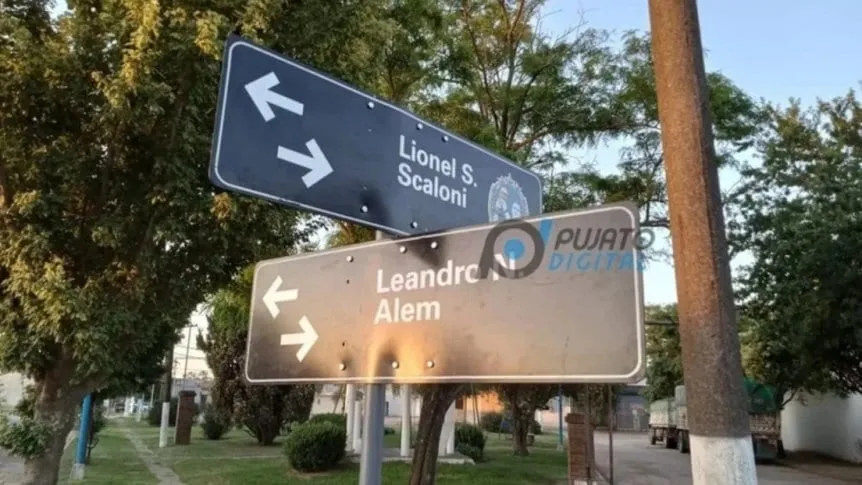 Lionel S.
Scaloni
Leandro N
Alem
PUJATO
DIGITAL